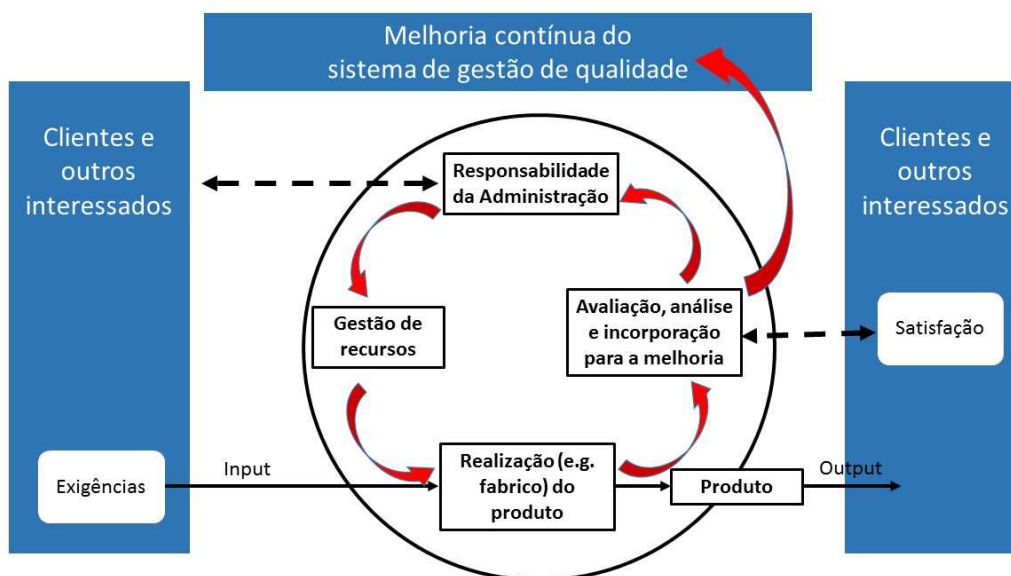 Melhoria contínua do
sistema de gestão de qualidade
Clientes e
outros
interessados
Clientes e
outros
interessados
Responsabilidade
da Administração
Gestão de
recursos
Avaliação, análise
e incorporação
para a melhoria
Satisfação
Exigências
Input
Realização (e.g.
fabrico) do
produto
Produto
Output